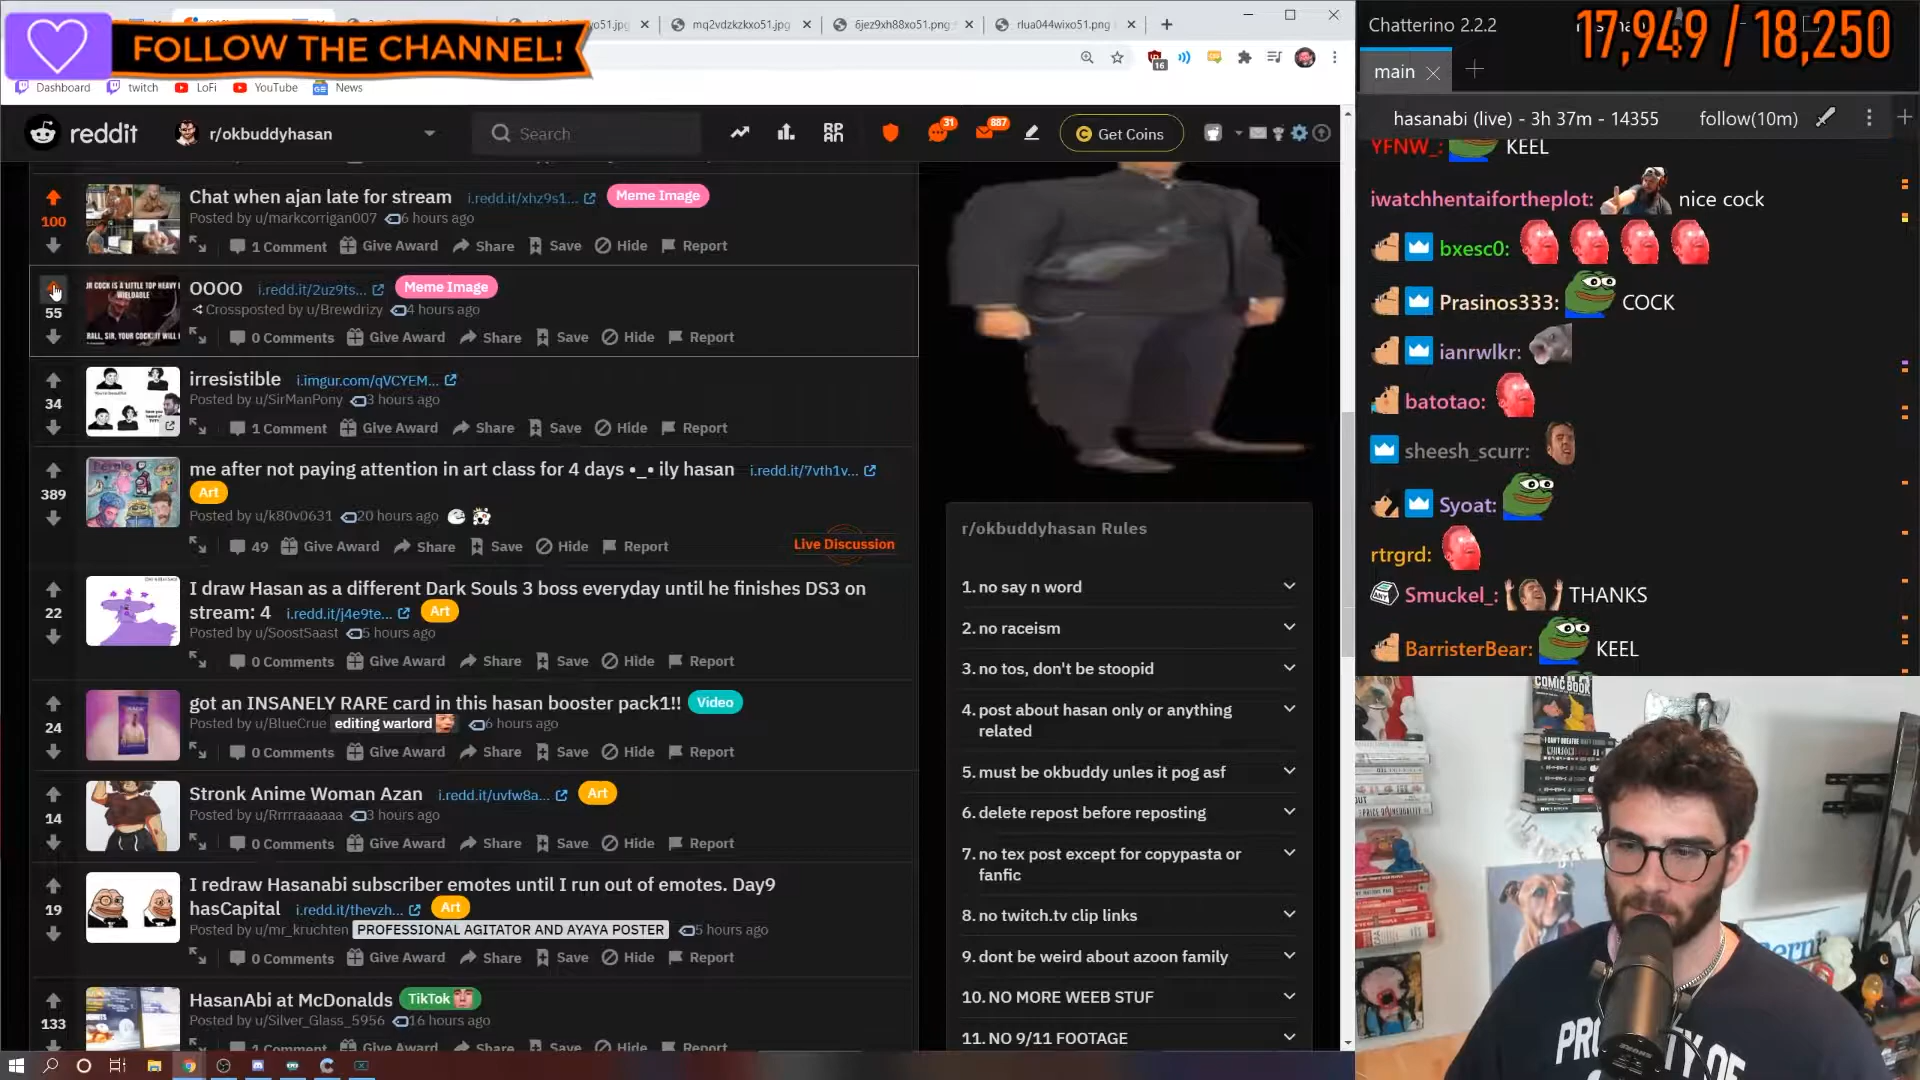 FOLLOW THE CHANNEL!
mq2vdzkzkxo51.jpg
6jez9xh88xo51.png
rlua044wixo51.png
Chatterino 2.2.2
17,949 / 18,250
16
Dashboard
twitch
LoFi
YouTube
News
main
reddit
r/okbuddyhasan
Search
31
887
Get Coins
hasanabi (live) - 3h 37m - 14355
follow(10m)
YFNW_: KEEL
iwatchhentaifortheplot: nice cock
bxesc0:
Prasinos333: COCK
ianrwlkr:
batotao:
sheesh_scurr:
Syoat:
rtrgrd:
Smuckel_: THANKS
BarristerBear: KEEL
100
Chat when ajan late for stream i.redd.it/xhz9s1... Meme Image
Posted by u/markcorrigan007 6 hours ago
1 Comment Give Award Share Save Hide Report
55
OOOO i.redd.it/2uz9ts... Meme Image
Crossposted by u/Brewdrizy 4 hours ago
0 Comments Give Award Share Save Hide Report
34
irresistible i.imgur.com/qVCYEM...
Posted by u/SirManPony 3 hours ago
1 Comment Give Award Share Save Hide Report
389
me after not paying attention in art class for 4 days •_• ily hasan i.redd.it/7vth1v...
Art
Posted by u/k80v0631 20 hours ago
49 Give Award Share Save Hide Report
Live Discussion
22
I draw Hasan as a different Dark Souls 3 boss everyday until he finishes DS3 on
stream: 4 i.redd.it/j4e9te... Art
Posted by u/SoostSaast 5 hours ago
0 Comments Give Award Share Save Hide Report
24
got an INSANELY RARE card in this hasan booster pack1!! Video
Posted by u/BlueCrue editing warlord 6 hours ago
0 Comments Give Award Share Save Hide Report
14
Stronk Anime Woman Azan i.redd.it/uvfw8a... Art
Posted by u/Rrrrraaaaaa 3 hours ago
0 Comments Give Award Share Save Hide Report
19
I redraw Hasanabi subscriber emotes until I run out of emotes. Day9
hasCapital i.redd.it/thevzh... Art
Posted by u/mr_kruchten PROFESSIONAL AGITATOR AND AYAYA POSTER 5 hours ago
0 Comments Give Award Share Save Hide Report
133
HasanAbi at McDonalds TikTok
Posted by u/Silver_Glass_5956 16 hours ago
1 Comment Give Award Share Save Hide Report
r/okbuddyhasan Rules
1. no say n word
2. no raceism
3. no tos, don't be stoopid
4. post about hasan only or anything
related
5. must be okbuddy unles it pog asf
6. delete repost before reposting
7. no tex post except for copypasta or
fanfic
8. no twitch.tv clip links
9. dont be weird about azoon family
10. NO MORE WEEB STUF
11. NO 9/11 FOOTAGE
COMIC BOOK